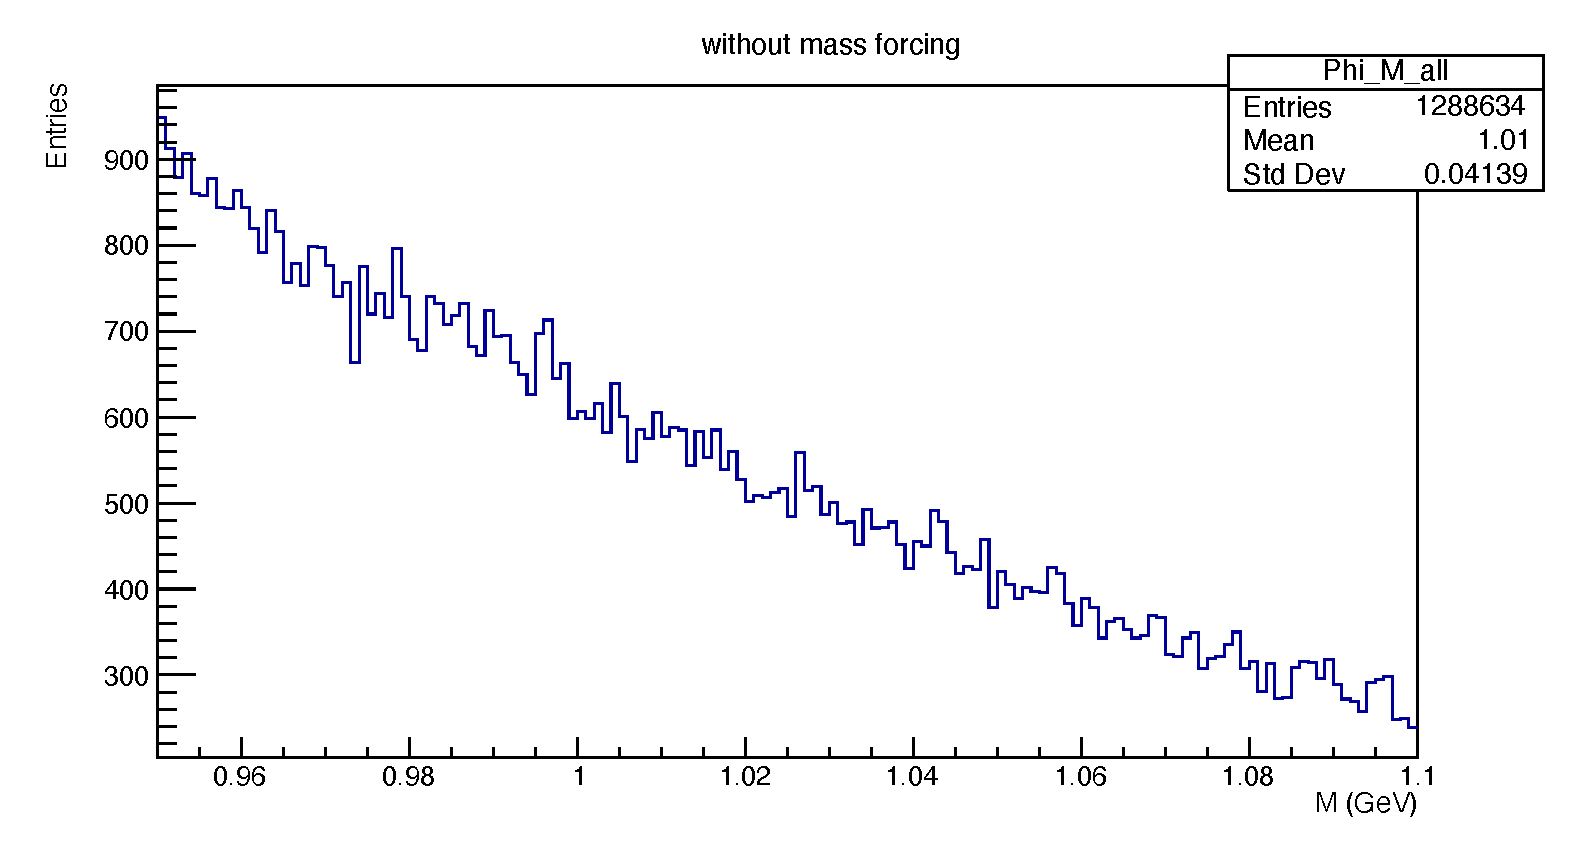 without mass forcing
Phi_M_all
Entries 1288634
Mean 1.01
Std Dev 0.04139
Entries
900
800
700
600
500
400
300
0.96 0.98 1 1.02 1.04 1.06 1.08 1.1
M (GeV)